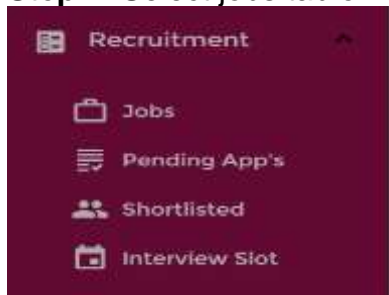 Recruitment
Jobs
Pending App's
Shortlisted
Interview Slot